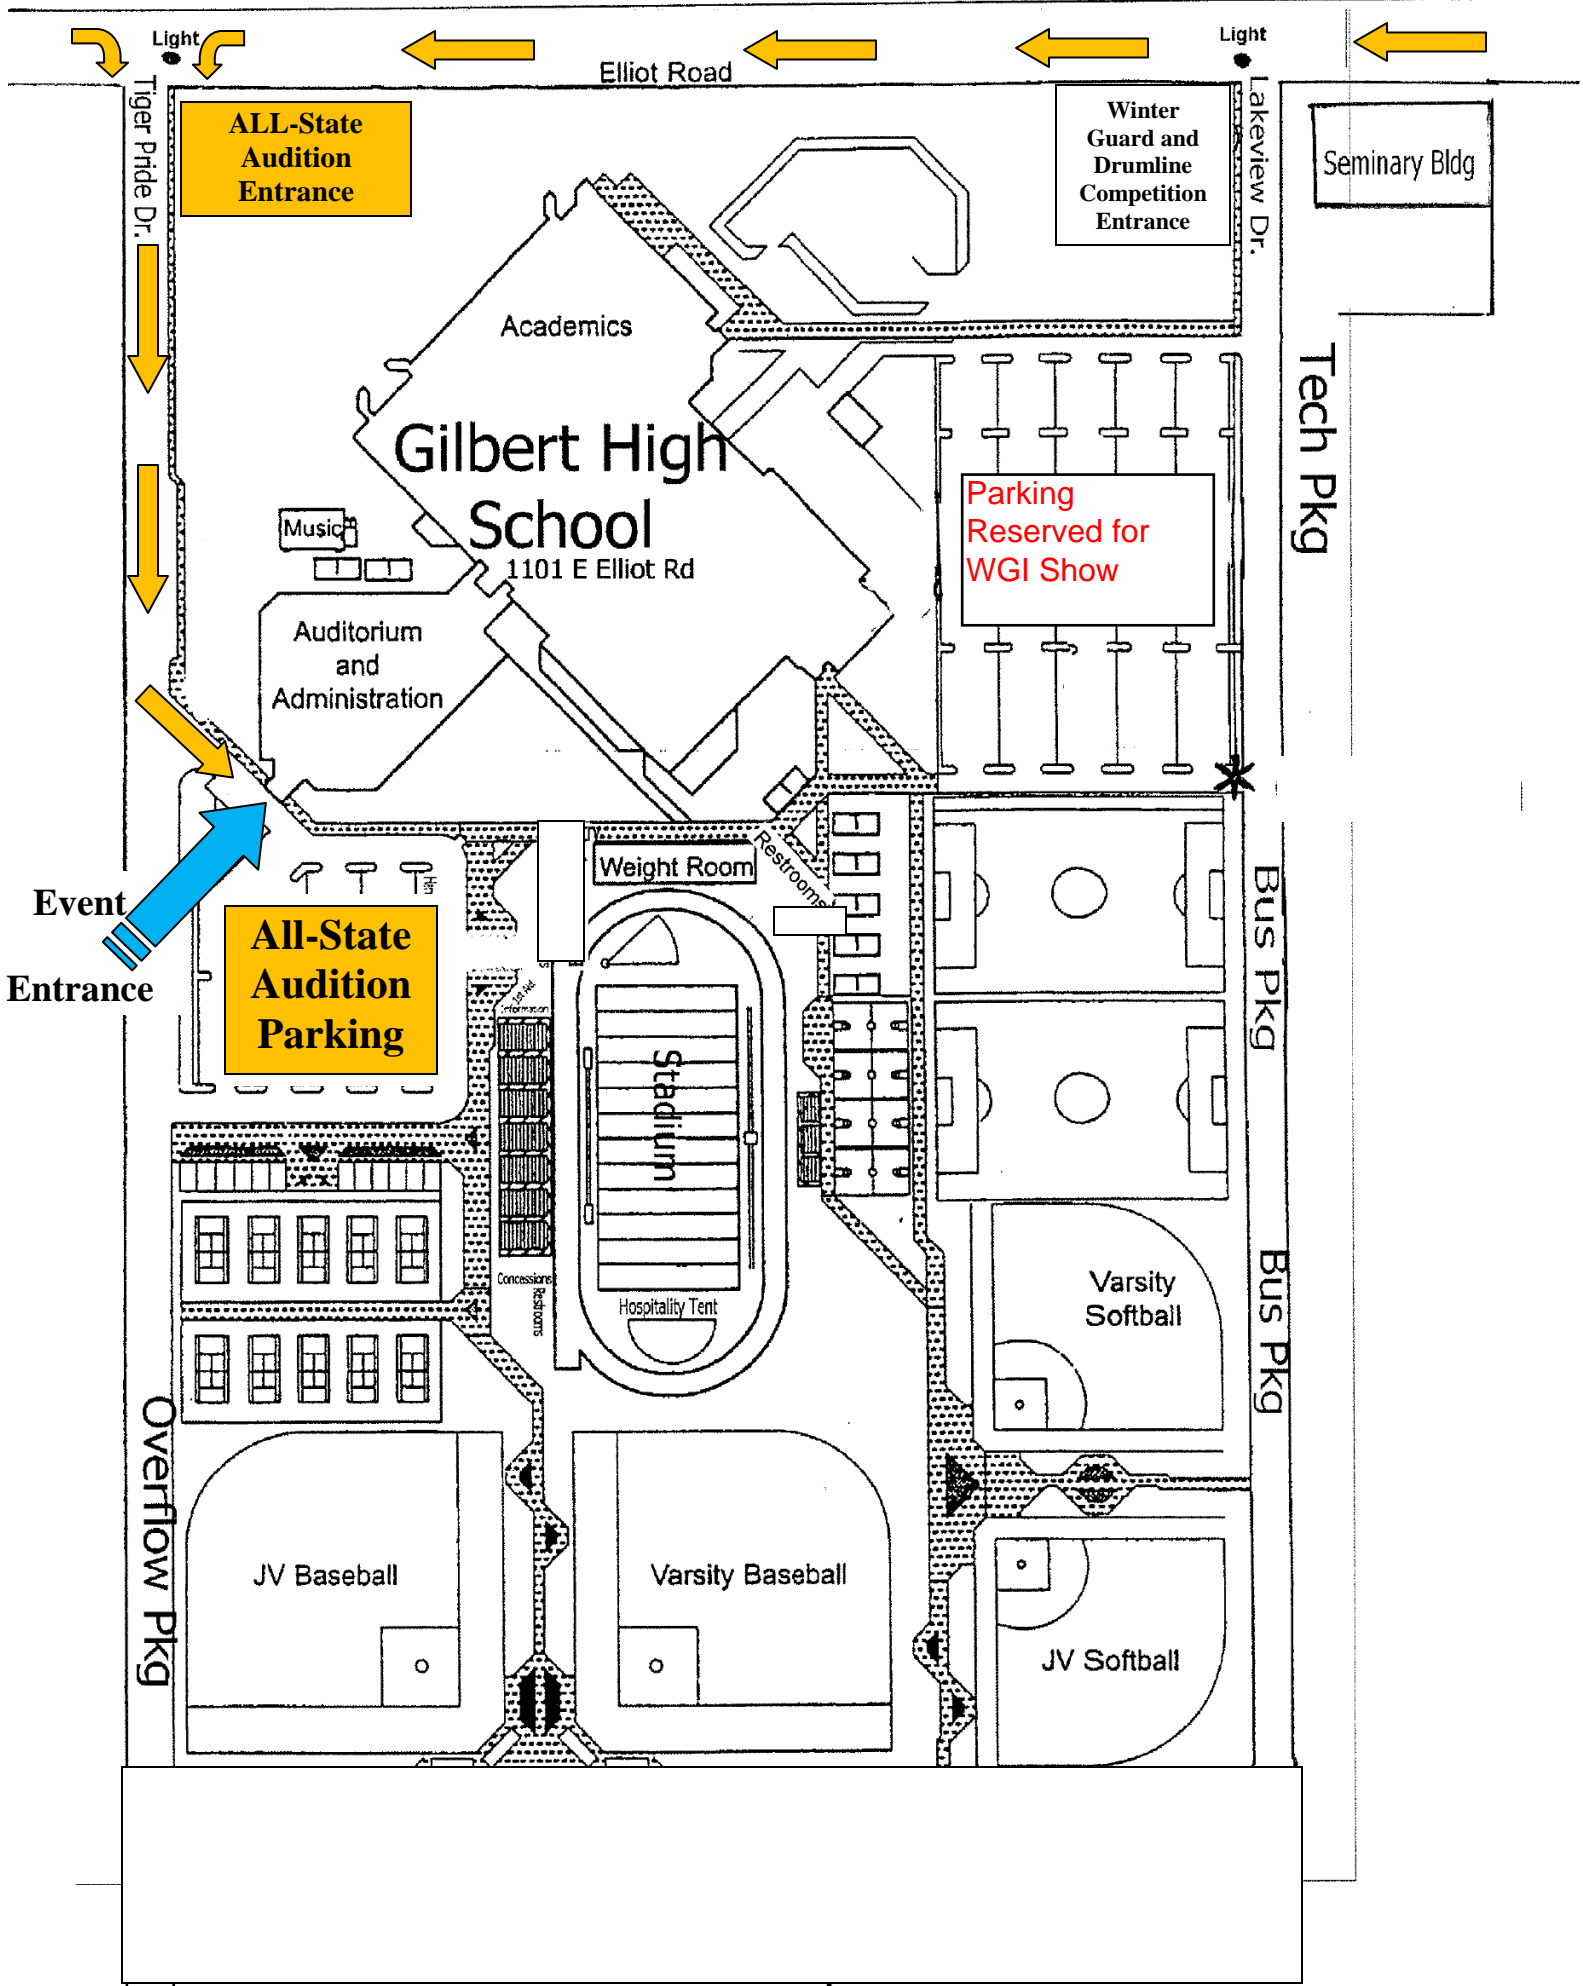 Light
Light
Elliot Road
Tiger Pride Dr.
ALL-State
Audition
Entrance
Winter
Guard and
Drumline
Competition
Entrance
Lakeview Dr.
Seminary Bldg
Academics
Tech Pkg
Gilbert High
School
1101 E Elliot Rd
Music
Parking
Reserved for
WGI Show
Auditorium
and
Administration
Weight Room
Restrooms
Event
Entrance
All-State
Audition
Parking
Bus Pkg
1st Aid
Information
Stadium
Concessions
Restrooms
Hospitality Tent
Varsity
Softball
Bus Pkg
Overflow Pkg
JV Baseball
Varsity Baseball
JV Softball